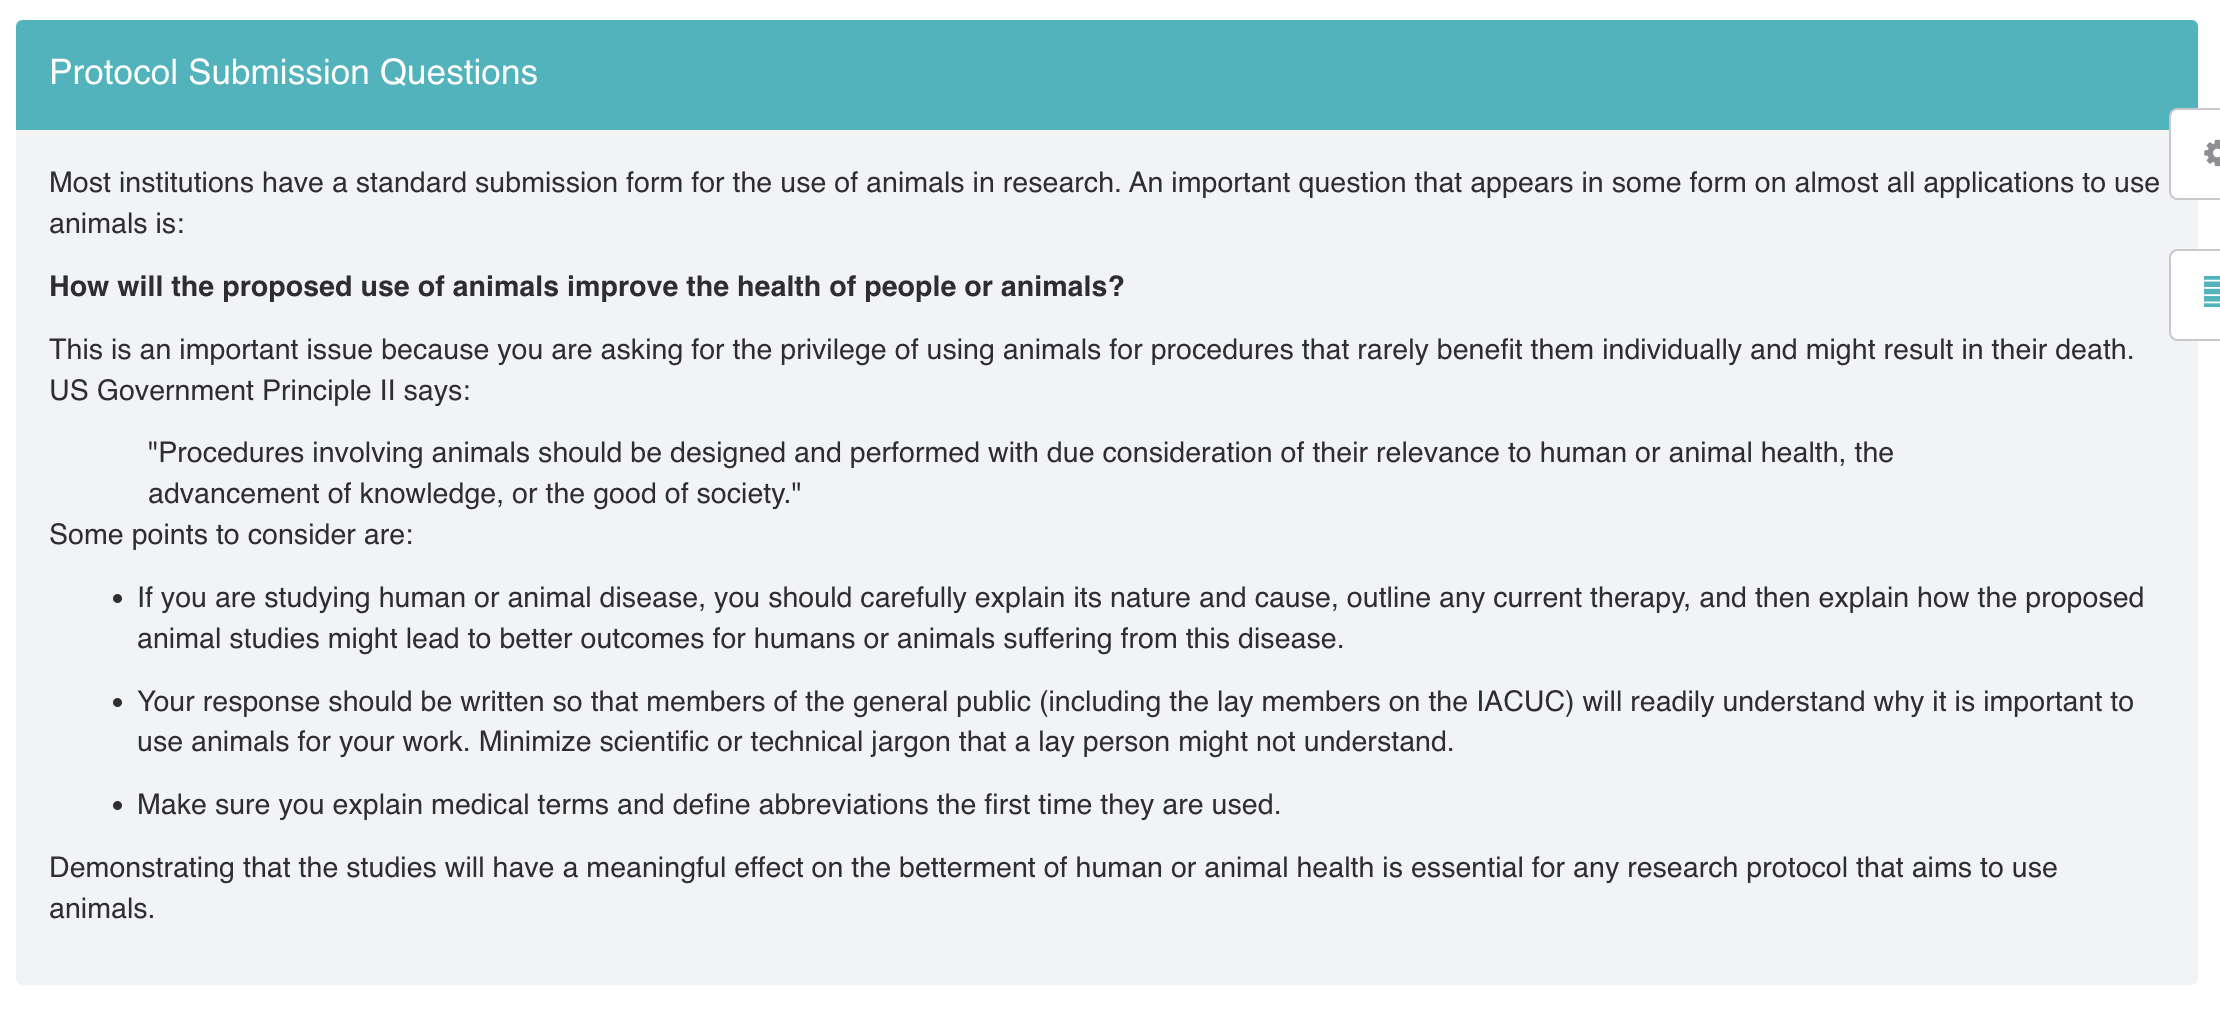 Protocol Submission Questions
Most institutions have a standard submission form for the use of animals in research. An important question that appears in some form on almost all applications to use
animals is:
How will the proposed use of animals improve the health of people or animals?
This is an important issue because you are asking for the privilege of using animals for procedures that rarely benefit them individually and might result in their death.
US Government Principle II says:
"Procedures involving animals should be designed and performed with due consideration of their relevance to human or animal health, the
advancement of knowledge, or the good of society."
Some points to consider are:
• If you are studying human or animal disease, you should carefully explain its nature and cause, outline any current therapy, and then explain how the proposed
animal studies might lead to better outcomes for humans or animals suffering from this disease.
• Your response should be written so that members of the general public (including the lay members on the IACUC) will readily understand why it is important to
use animals for your work. Minimize scientific or technical jargon that a lay person might not understand.
• Make sure you explain medical terms and define abbreviations the first time they are used.
Demonstrating that the studies will have a meaningful effect on the betterment of human or animal health is essential for any research protocol that aims to use
animals.